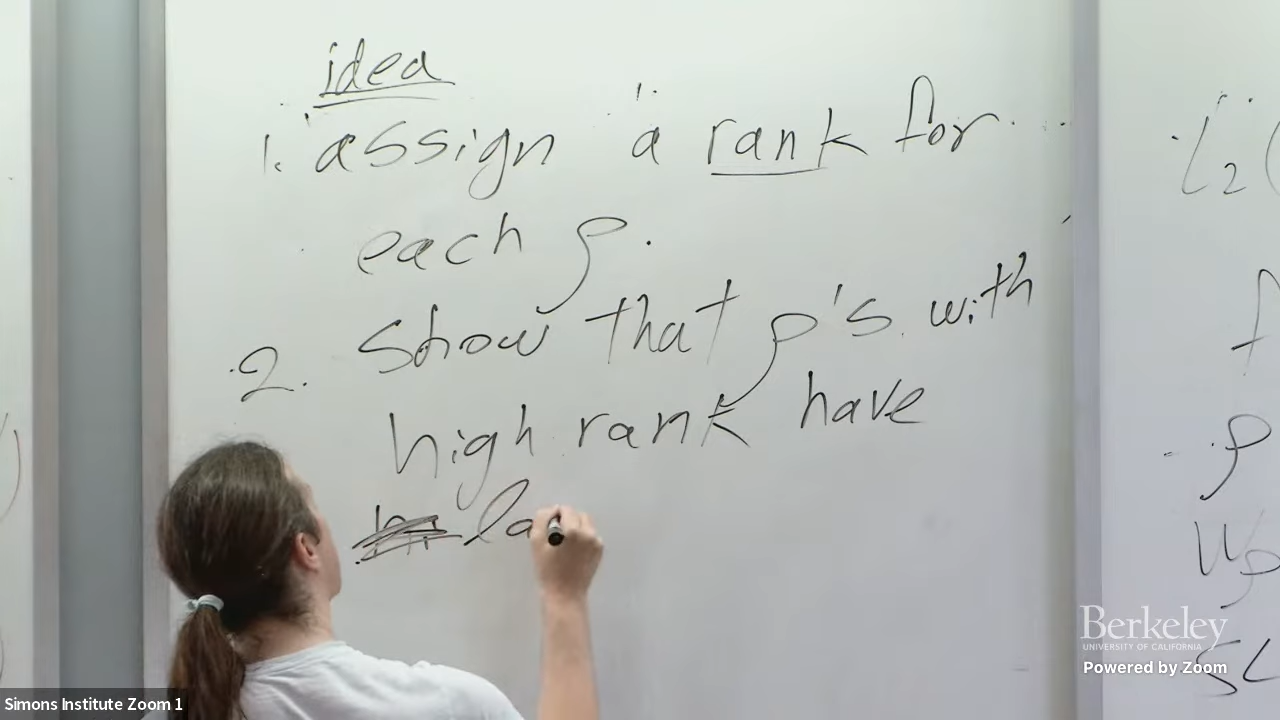 idea
1. assign "a rank for
each ρ.
2. show that ρ's with
high rank have
la
L2(
ρ
Berkeley
UNIVERSITY OF CALIFORNIA
Powered by Zoom
Simons Institute Zoom 1